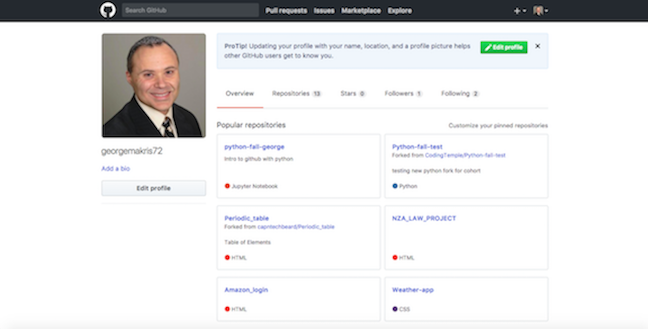 Search GitHub
Pull requests Issues Marketplace Explore
ProTip! Updating your profile with your name, location, and a profile picture helps
other GitHub users get to know you.
Edit profile
Overview Repositories 13 Stars 0 Followers 1 Following 2
georgemakris72
Add a bio
Edit profile
Popular repositories
Customize your pinned repositories
python-fall-george
Intro to github with python
Jupyter Notebook
Python-fall-test
Forked from CodingTemple/Python-fall-test
testing new python fork for cohort
Python
Periodic_table
Forked from captntechbeard/Periodic_table
Table of Elements
HTML
NZA_LAW_PROJECT
HTML
Amazon_login
HTML
Weather-app
CSS